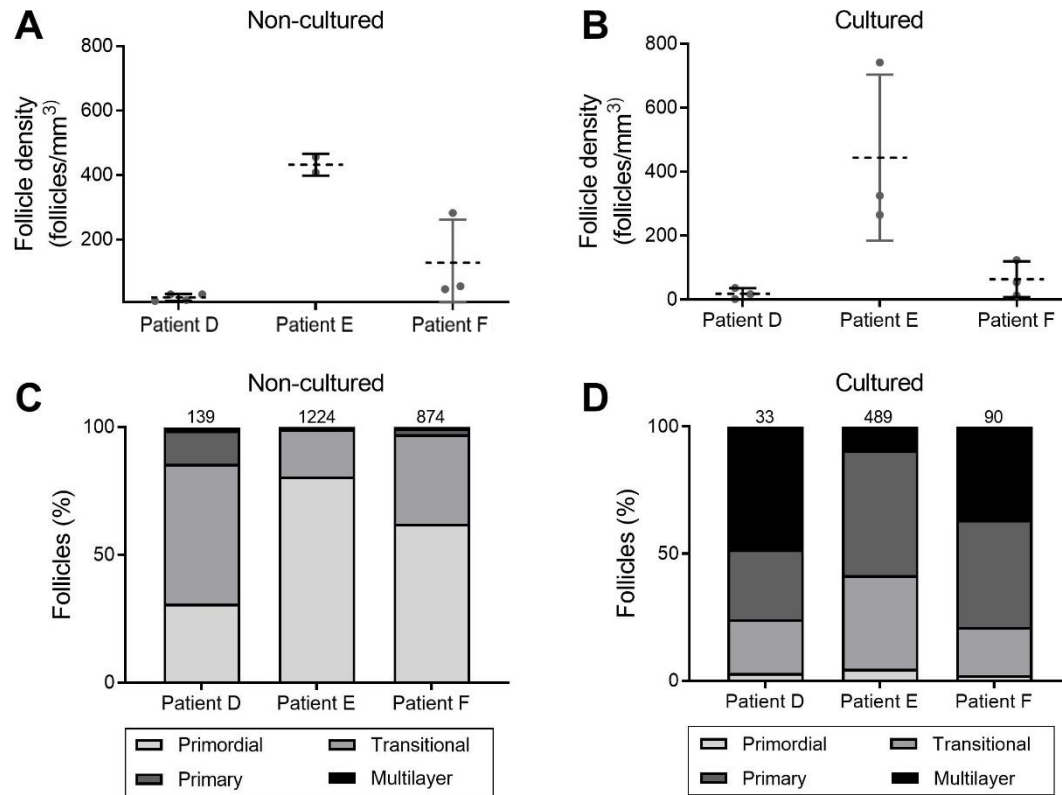 A
Non-cultured
800
600
400
200
Follicle density
(follicles/mm³)
Patient D
Patient E
Patient F
B
Cultured
800
600
400
200
0
Follicle density
(follicles/mm³)
Patient D
Patient E
Patient F
C
Non-cultured
139
1224
874
100
50
0
Follicles (%)
Patient D
Patient E
Patient F
Primordial
Transitional
Primary
Multilayer
D
Cultured
33
489
90
100
50
0
Follicles (%)
Patient D
Patient E
Patient F
Primordial
Transitional
Primary
Multilayer